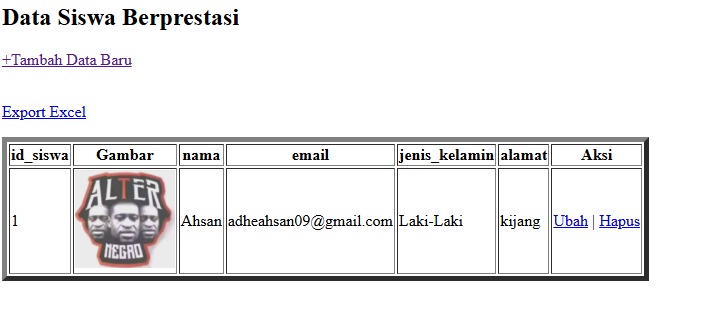 Data Siswa Berprestasi
+Tambah Data Baru
Export Excel
id_siswa Gambar nama email jenis_kelamin alamat Aksi
ALTER
NEGRO
1 Ahsan adheahsan09@gmail.com Laki-Laki kijang Ubah | Hapus